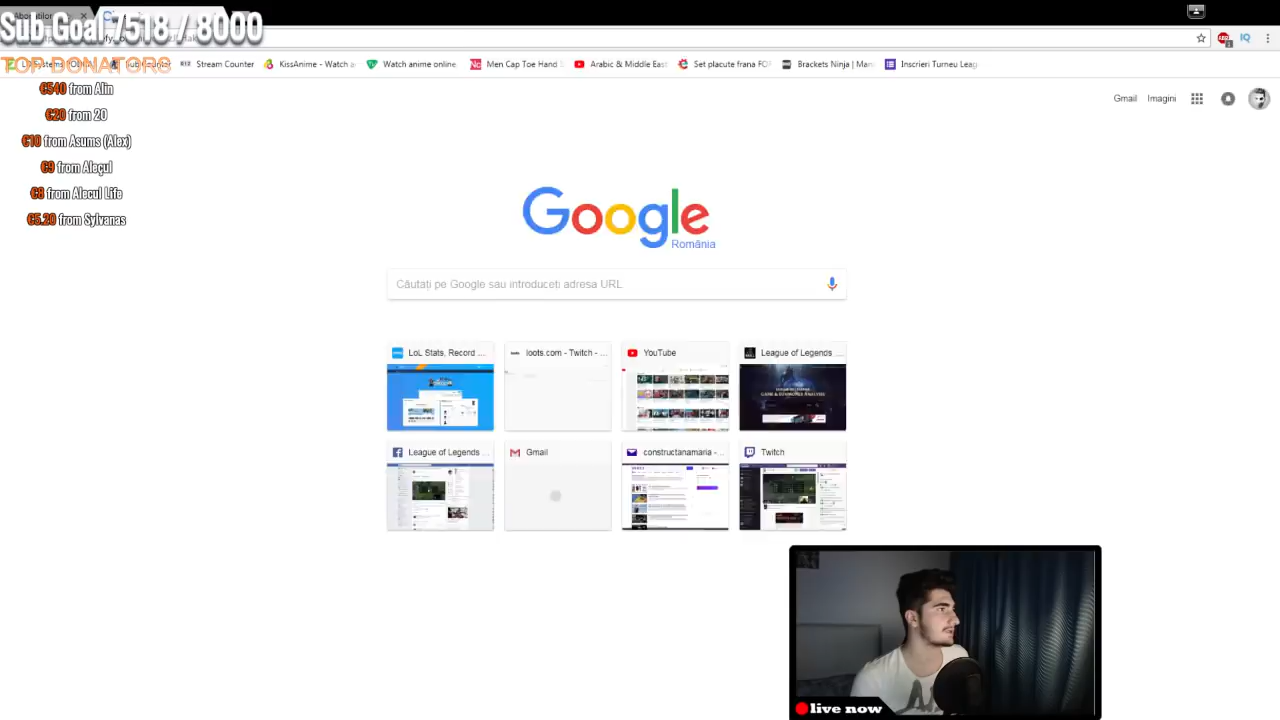 Sub Goal 7518 / 8000
TOP DONATORS
€540 from Alin
€20 from 20
€10 from Asums (Alex)
€9 from Aleçul
€8 from Alecul Life
€5.20 from Sylvanas
Stream Counter
KissAnime - Watch a
Watch anime online
Men Cap Toe Hand
Arabic & Middle East
Set placute frana FOR
Brackets Ninja | Man
Inscrieri Turneu Leag
Gmail
Imagini
Google
România
Căutați pe Google sau introduceți adresa URL
LoL Stats, Record ...
loots.com - Twitch - ...
YouTube
League of Legends ...
League of Legends ...
Gmail
constructanamaria - ...
Twitch
live now